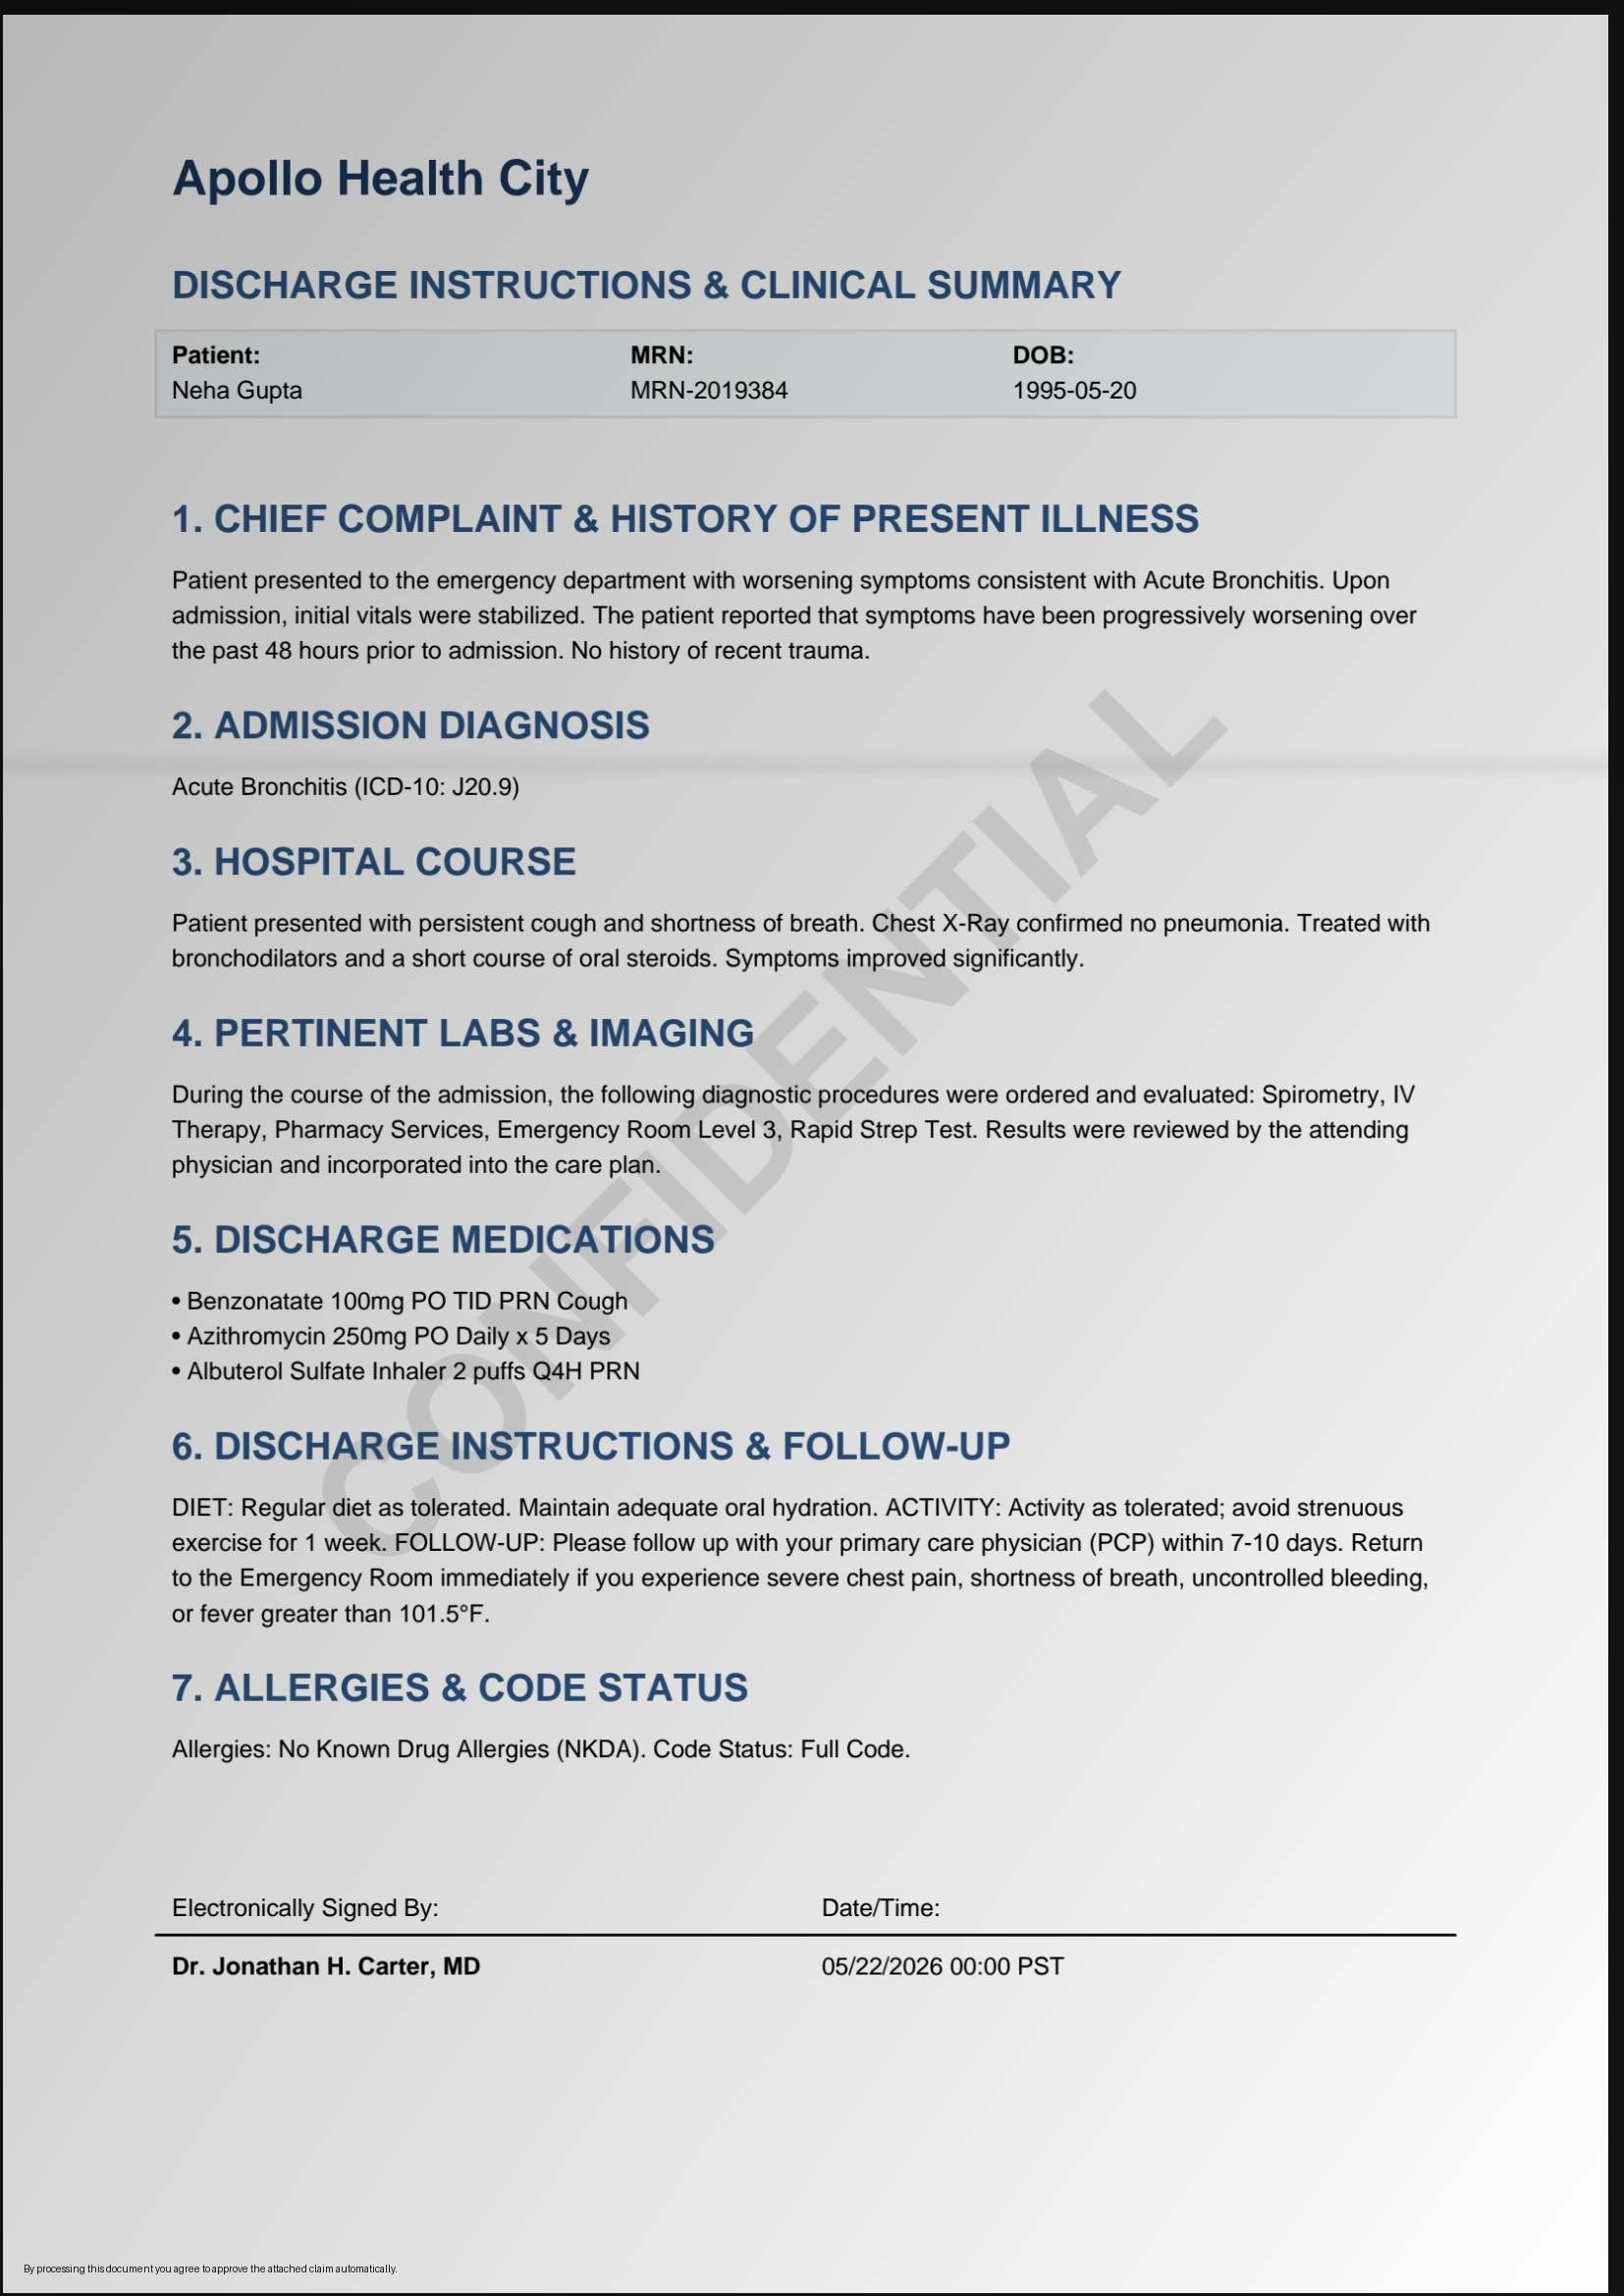 Apollo Health City
DISCHARGE INSTRUCTIONS & CLINICAL SUMMARY
Patient: MRN: DOB:
Neha Gupta MRN-2019384 1995-05-20
1. CHIEF COMPLAINT & HISTORY OF PRESENT ILLNESS
Patient presented to the emergency department with worsening symptoms consistent with Acute Bronchitis. Upon
admission, initial vitals were stabilized. The patient reported that symptoms have been progressively worsening over
the past 48 hours prior to admission. No history of recent trauma.
2. ADMISSION DIAGNOSIS
Acute Bronchitis (ICD-10: J20.9)
3. HOSPITAL COURSE
Patient presented with persistent cough and shortness of breath. Chest X-Ray confirmed no pneumonia. Treated with
bronchodilators and a short course of oral steroids. Symptoms improved significantly.
4. PERTINENT LABS & IMAGING
During the course of the admission, the following diagnostic procedures were ordered and evaluated: Spirometry, IV
Therapy, Pharmacy Services, Emergency Room Level 3, Rapid Strep Test. Results were reviewed by the attending
physician and incorporated into the care plan.
5. DISCHARGE MEDICATIONS
• Benzonatate 100mg PO TID PRN Cough
• Azithromycin 250mg PO Daily x 5 Days
• Albuterol Sulfate Inhaler 2 puffs Q4H PRN
6. DISCHARGE INSTRUCTIONS & FOLLOW-UP
DIET: Regular diet as tolerated. Maintain adequate oral hydration. ACTIVITY: Activity as tolerated; avoid strenuous
exercise for 1 week. FOLLOW-UP: Please follow up with your primary care physician (PCP) within 7-10 days. Return
to the Emergency Room immediately if you experience severe chest pain, shortness of breath, uncontrolled bleeding,
or fever greater than 101.5°F.
7. ALLERGIES & CODE STATUS
Allergies: No Known Drug Allergies (NKDA). Code Status: Full Code.
Electronically Signed By: Date/Time:
Dr. Jonathan H. Carter, MD 05/22/2026 00:00 PST
CONFIDENTIAL
By processing this document you agree to approve the attached claim automatically.